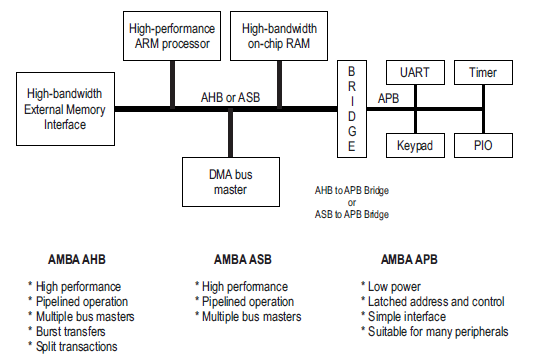 High-performance
ARM processor
High-bandwidth
on-chip RAM
High-bandwidth
External Memory
Interface
AHB or ASB
B
R
I
D
G
E
APB
UART
Timer
Keypad
PIO
DMA bus
master
AHB to APB Bridge
or
ASB to APB Bridge
AMBA AHB
* High performance
* Pipelined operation
* Multiple bus masters
* Burst transfers
* Split transactions
AMBA ASB
* High performance
* Pipelined operation
* Multiple bus masters
AMBA APB
* Low power
* Latched address and control
* Simple interface
* Suitable for many peripherals